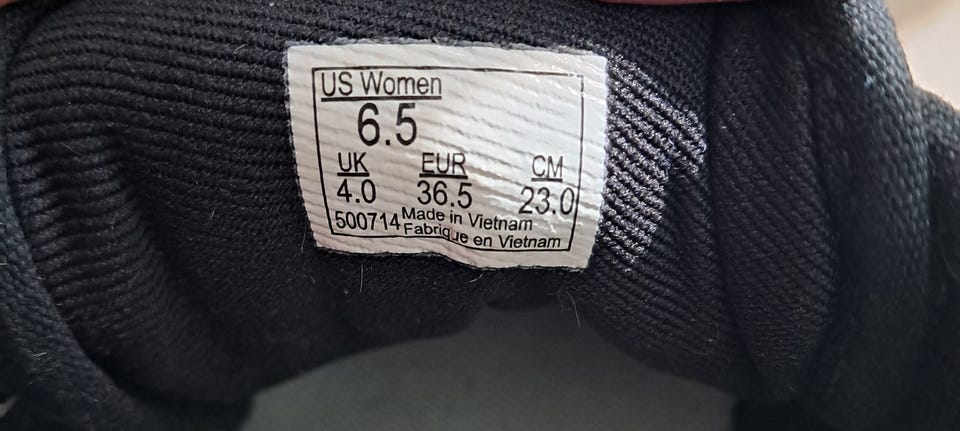 US Women
6.5
UK EUR CM
4.0 36.5 23.0
500714 Made in Vietnam
Fabriqué en Vietnam